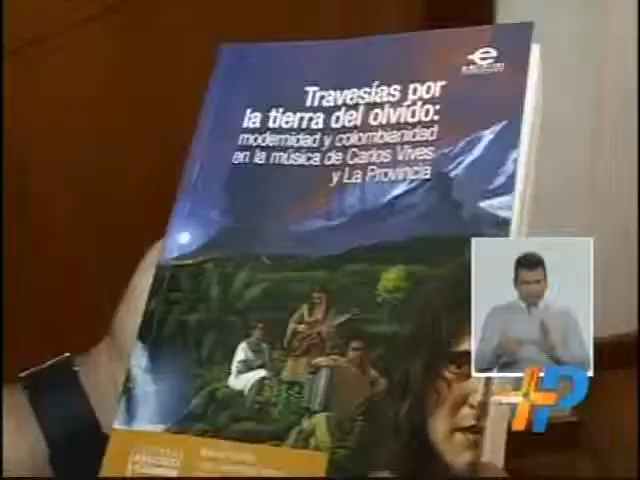 Travesías por
la tierra del olvido:
modernidad y colombianidad
en la música de Carlos Vives
y La Provincia
+P